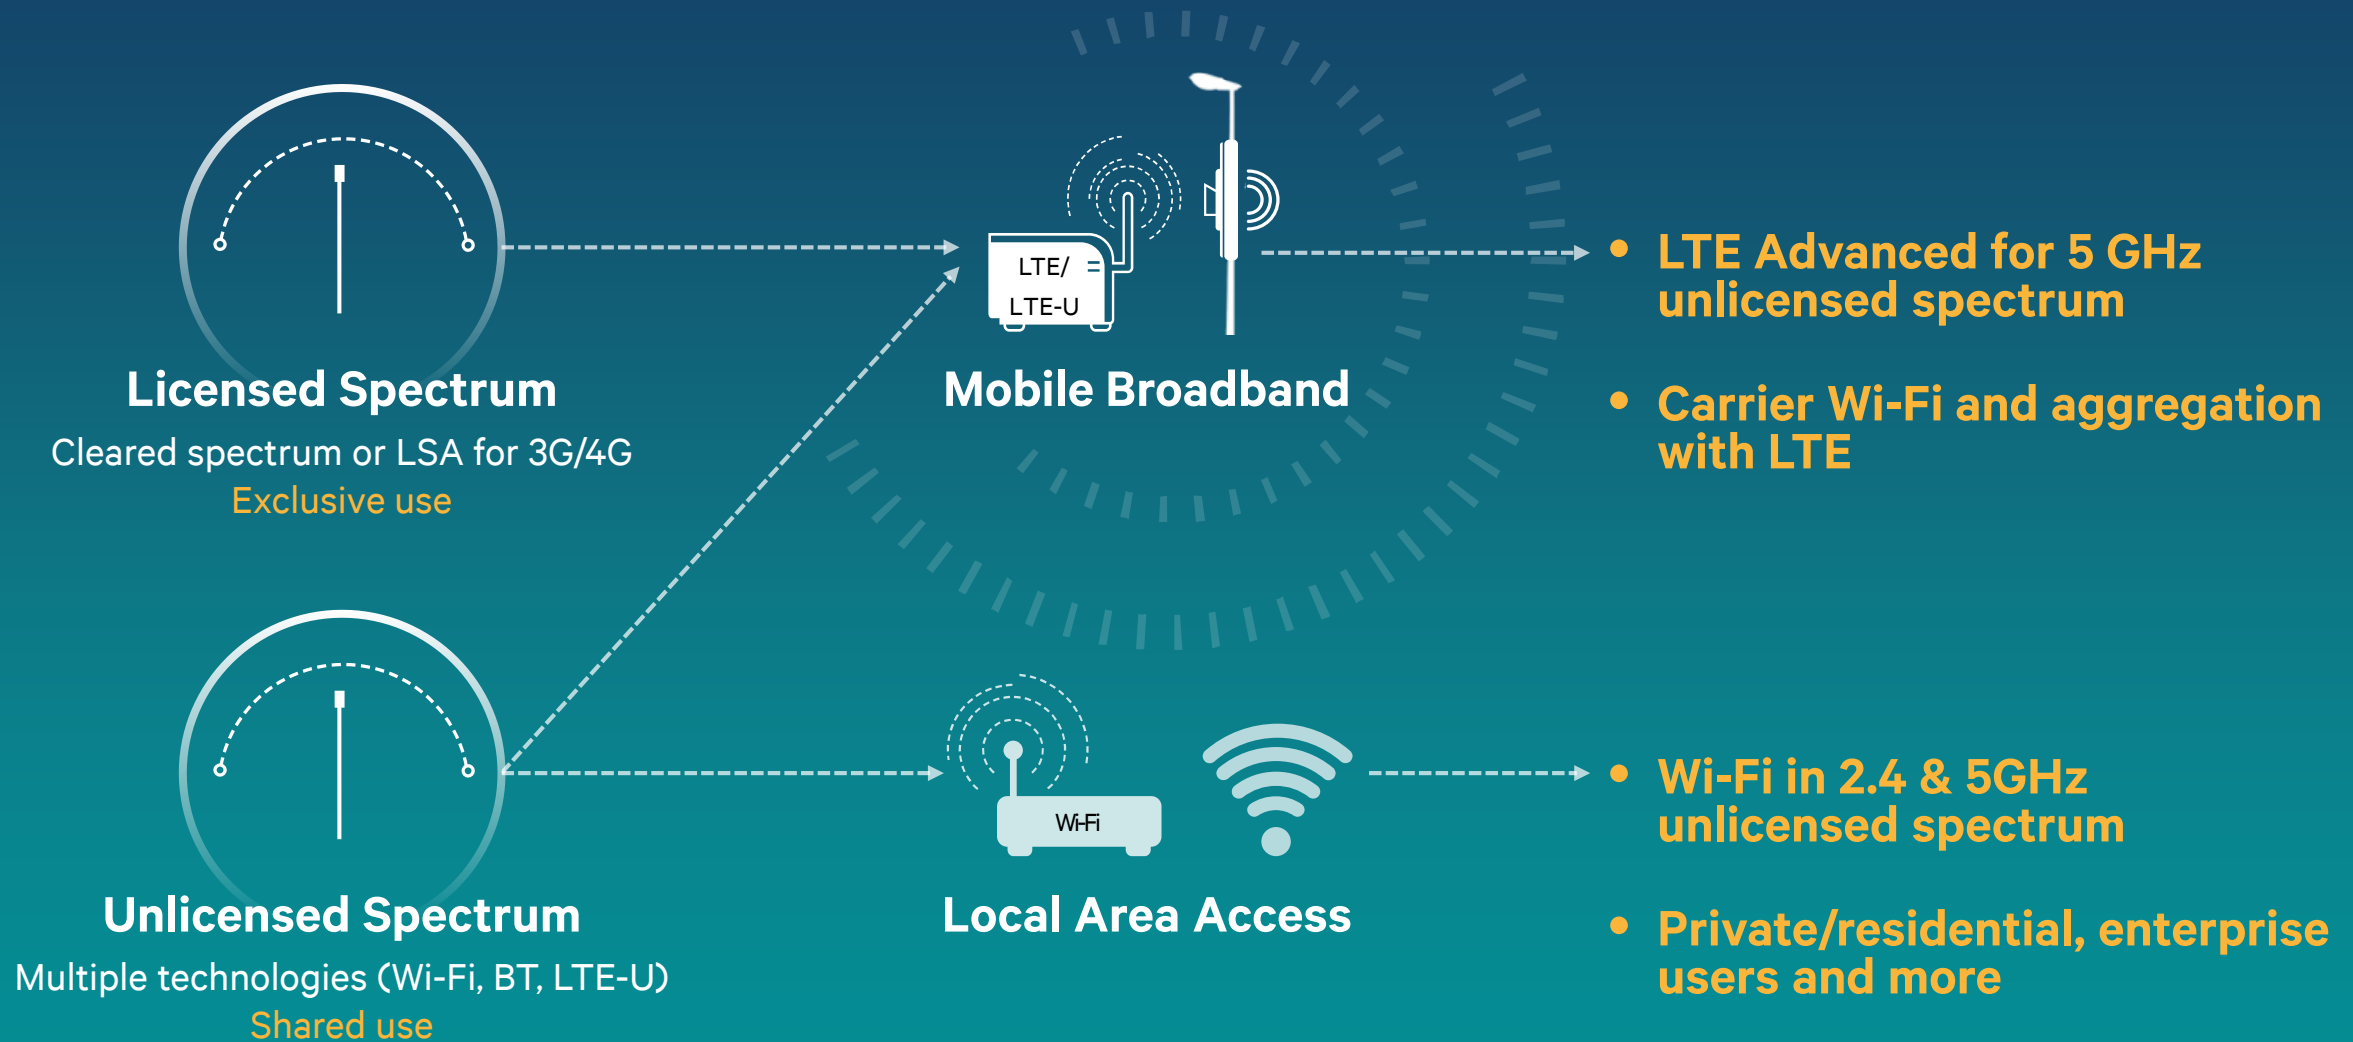 Licensed Spectrum
Cleared spectrum or LSA for 3G/4G
Exclusive use
LTE/
LTE-U
Mobile Broadband
• LTE Advanced for 5 GHz
unlicensed spectrum
• Carrier Wi-Fi and aggregation
with LTE
Unlicensed Spectrum
Multiple technologies (Wi-Fi, BT, LTE-U)
Shared use
Wi-Fi
Local Area Access
• Wi-Fi in 2.4 & 5GHz
unlicensed spectrum
• Private/residential, enterprise
users and more